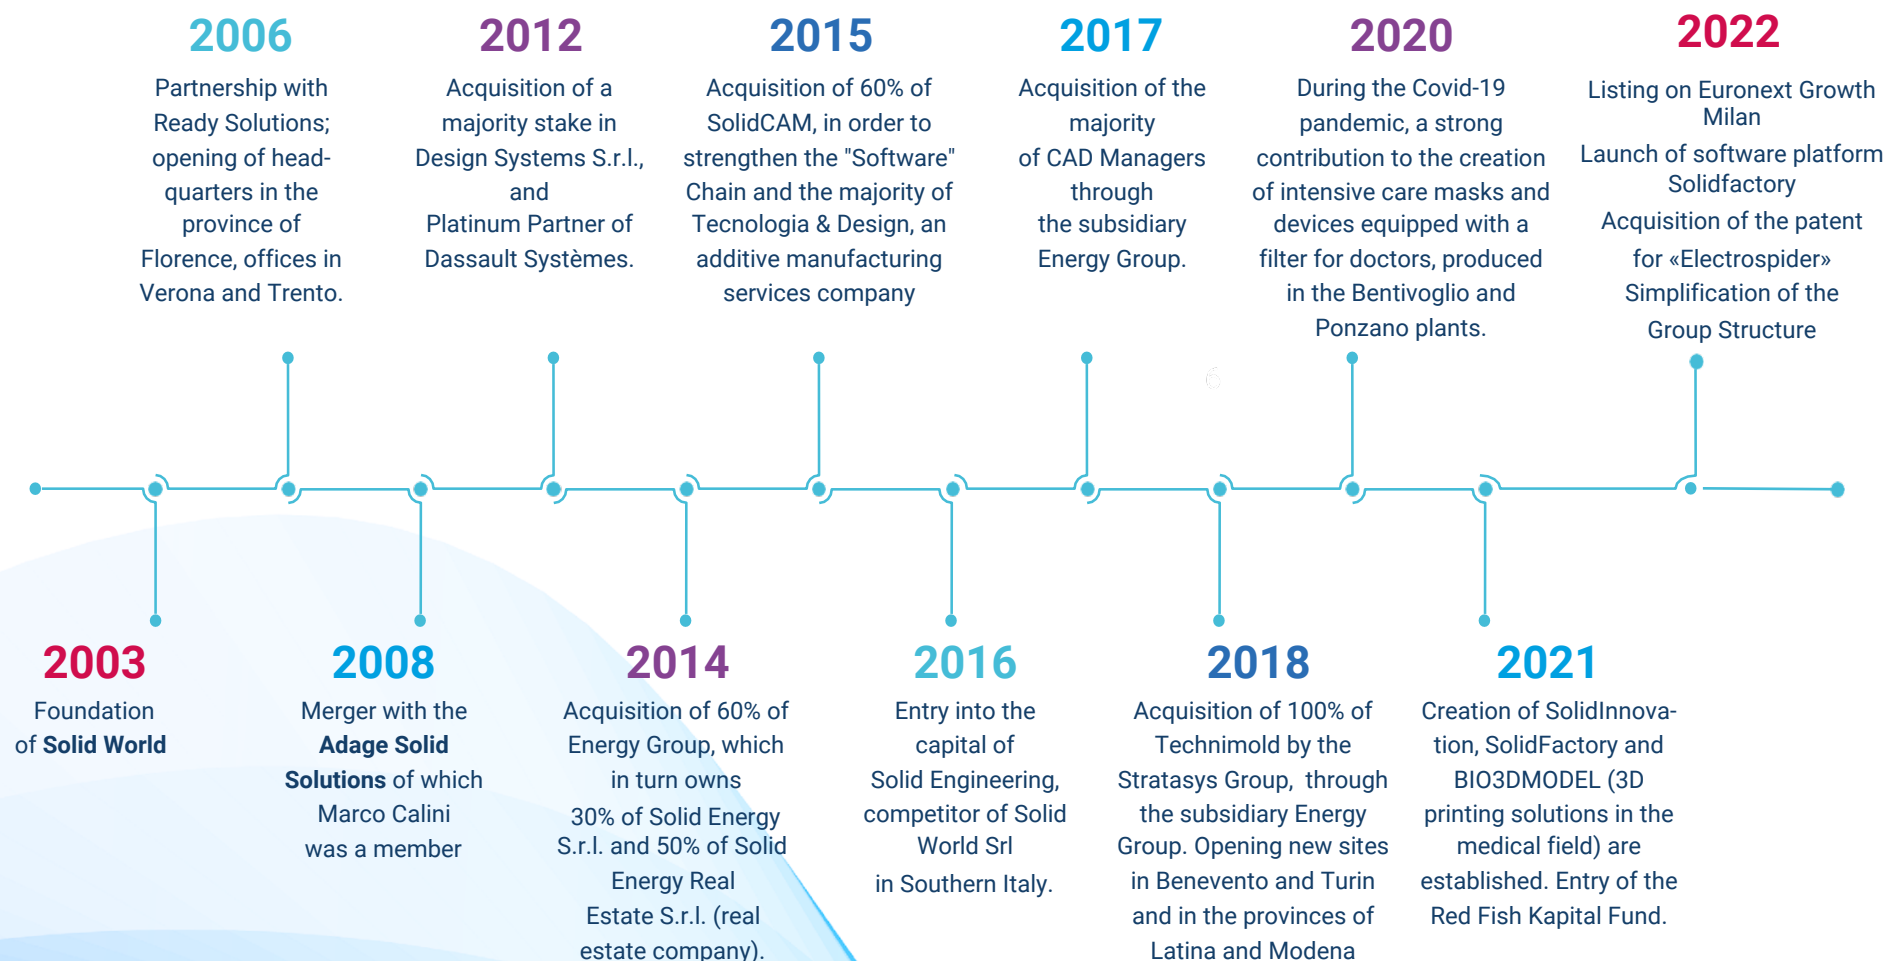 2006
Partnership with
Ready Solutions;
opening of head-
quarters in the
province of
Florence, offices in
Verona and Trento.
2012
Acquisition of a
majority stake in
Design Systems S.r.l.,
and
Platinum Partner of
Dassault Systèmes.
2015
Acquisition of 60% of
SolidCAM, in order to
strengthen the "Software"
Chain and the majority of
Tecnologia & Design, an
additive manufacturing
services company
2017
Acquisition of the
majority
of CAD Managers
through
the subsidiary
Energy Group.
2020
During the Covid-19
pandemic, a strong
contribution to the creation
of intensive care masks and
devices equipped with a
filter for doctors, produced
in the Bentivoglio and
Ponzano plants.
2022
Listing on Euronext Growth
Milan
Launch of software platform
Solidfactory
Acquisition of the patent
for «Electrospider»
Simplification of the
Group Structure
6
2003
Foundation
of Solid World
2008
Merger with the
Adage Solid
Solutions of which
Marco Calini
was a member
2014
Acquisition of 60% of
Energy Group, which
in turn owns
30% of Solid Energy
S.r.l. and 50% of Solid
Energy Real
Estate S.r.l. (real
estate company).
2016
Entry into the
capital of
Solid Engineering,
competitor of Solid
World Srl
in Southern Italy.
2018
Acquisition of 100% of
Technimold by the
Stratasys Group, through
the subsidiary Energy
Group. Opening new sites
in Benevento and Turin
and in the provinces of
Latina and Modena
2021
Creation of SolidInnova-
tion, SolidFactory and
BIO3DMODEL (3D
printing solutions in the
medical field) are
established. Entry of the
Red Fish Kapital Fund.